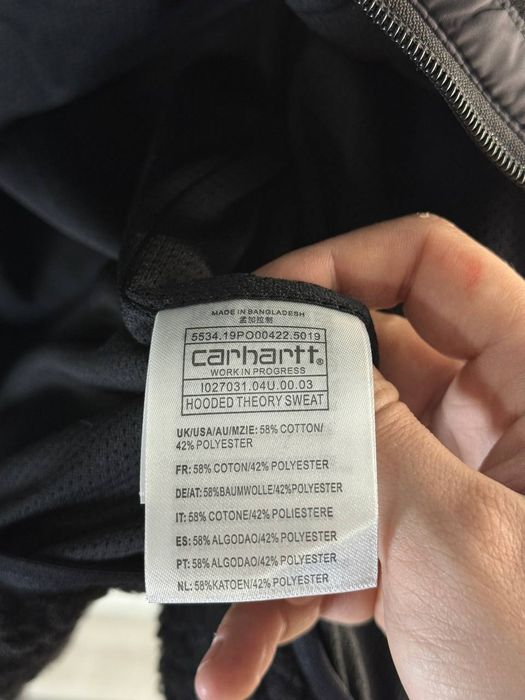 MADE IN BANGLADESH
孟加拉制
5534.19PO00422.5019
carhartt®
WORK IN PROGRESS
I027031.04U.00.03
HOODED THEORY SWEAT
UK/USA/AU/MZIE: 58% COTTON/
42% POLYESTER
FR: 58% COTON/42% POLYESTER
DE/AT: 58%BAUMWOLLE/42%POLYESTER
IT: 58% COTONE/42% POLIESTERE
ES: 58%ALGODAO/42% POLYESTER
PT: 58% ALGODAO/42% POLYESTER
NL: 58%KATOEN/42% POLYESTER